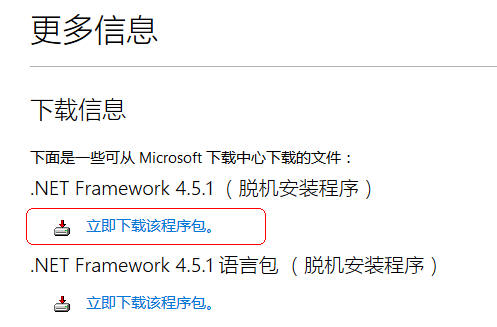 更多信息
下载信息
下面是一些可从 Microsoft 下载中心下载的文件：
.NET Framework 4.5.1 （ 脱机安装程序 ）
立即下载该程序包。
.NET Framework 4.5.1 语言包 （ 脱机安装程序 ）
立即下载该程序包。